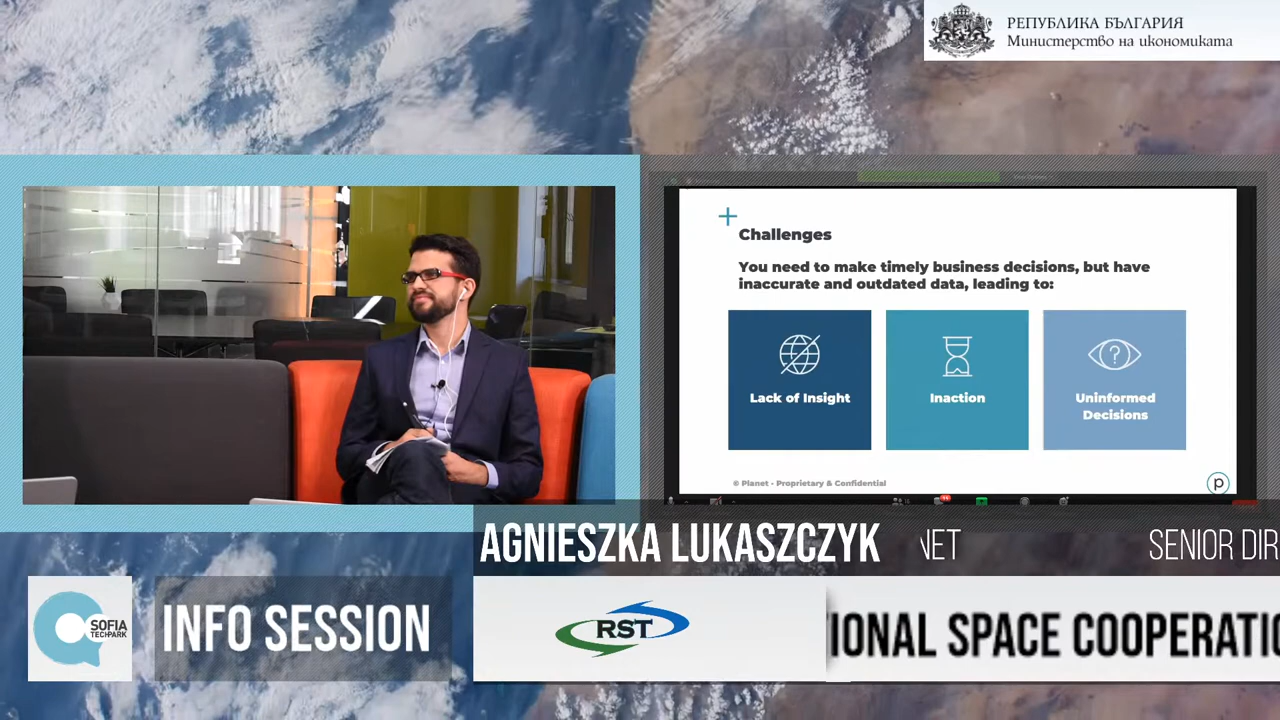 РЕПУБЛИКА БЪЛГАРИЯ
Министерство на икономиката
Challenges
You need to make timely business decisions, but have
inaccurate and outdated data, leading to:
Lack of Insight
Inaction
Uninformed
Decisions
© Planet - Proprietary & Confidential
p
AGNIESZKA LUKASZCZYK
NET
SENIOR DIR
SOFIA
TECHPARK
INFO SESSION
RST
TIONAL SPACE COOPERATIO